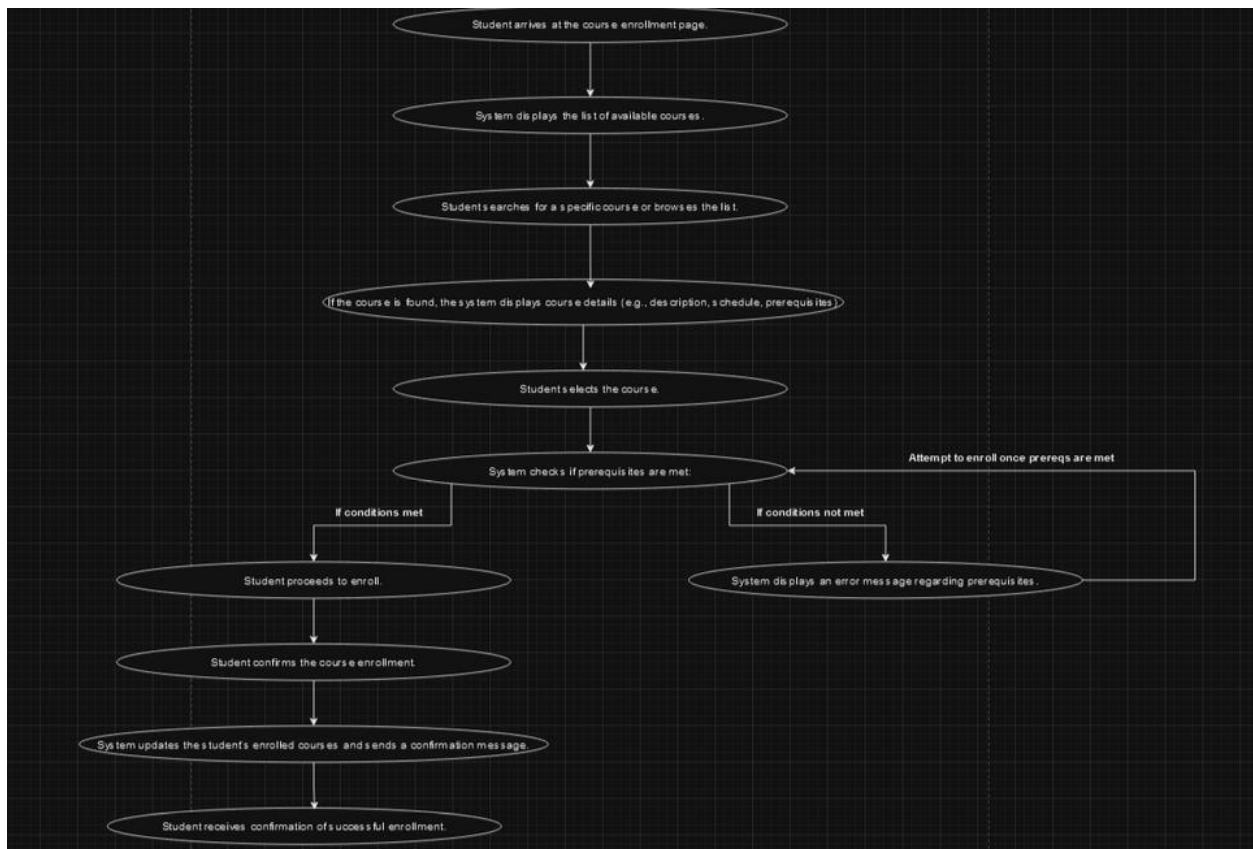 Student arrives at the course enrollment page.
System displays the list of available courses.
Student searches for a specific course or browses the list.
If the course is found, the system displays course details (e.g., description, schedule, prerequisites)
Student selects the course.
System checks if prerequisites are met:
Attempt to enroll once prereqs are met
If conditions met
If conditions not met
Student proceeds to enroll.
System displays an error message regarding prerequisites.
Student confirms the course enrollment.
System updates the student's enrolled courses and sends a confirmation message.
Student receives confirmation of successful enrollment.